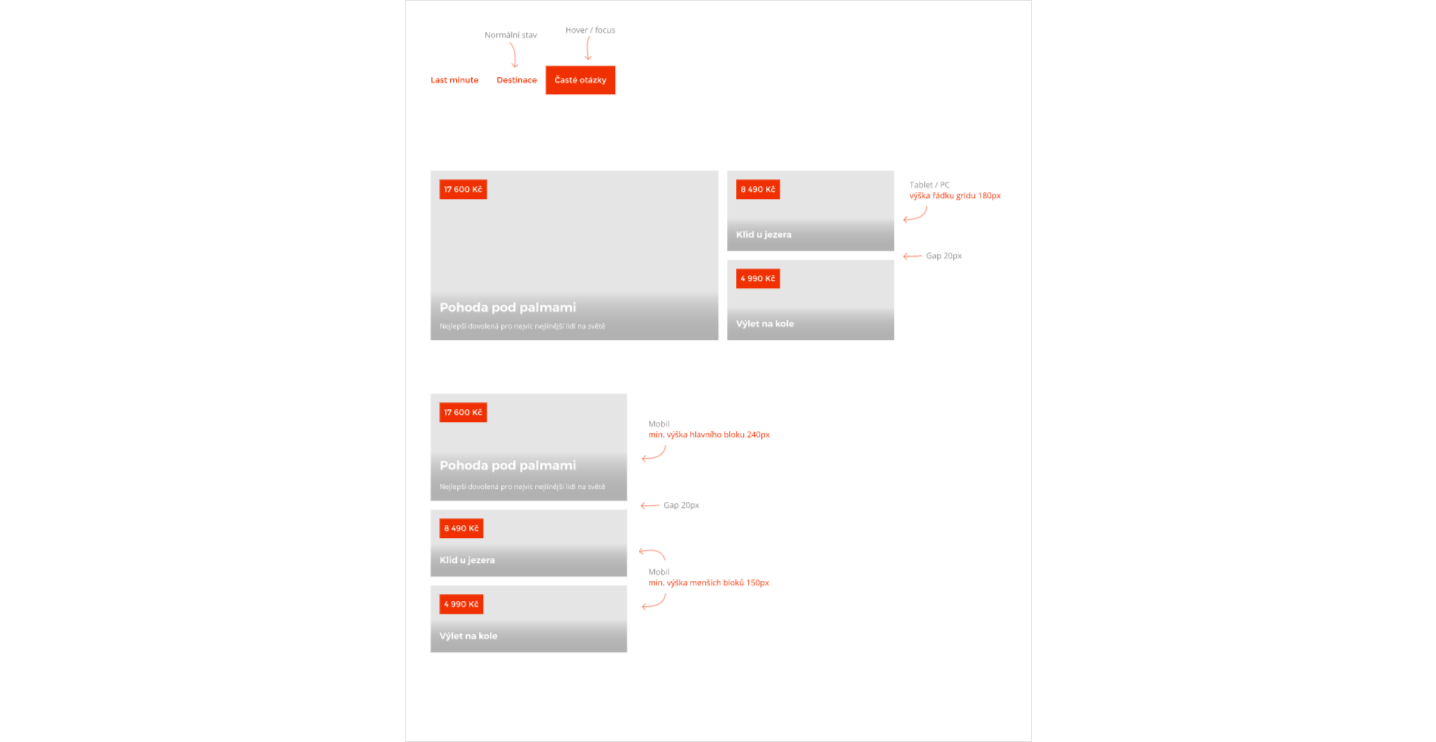 Normální stav
Hover / focus
Last minute
Destinace
Časté otázky
17 600 Kč
Pohoda pod palmami
Nejlepší dovolená pro nejvíc nejlínější lidi na světě
8 490 Kč
Klid u jezera
4 990 Kč
Výlet na kole
Tablet / PC
výška řádku gridu 180px
Gap 20px
17 600 Kč
Pohoda pod palmami
Nejlepší dovolená pro nejvíc nejlínější lidi na světě
Mobil
min. výška hlavního bloku 240px
Gap 20px
8 490 Kč
Klid u jezera
Mobil
min. výška menších bloků 150px
4 990 Kč
Výlet na kole